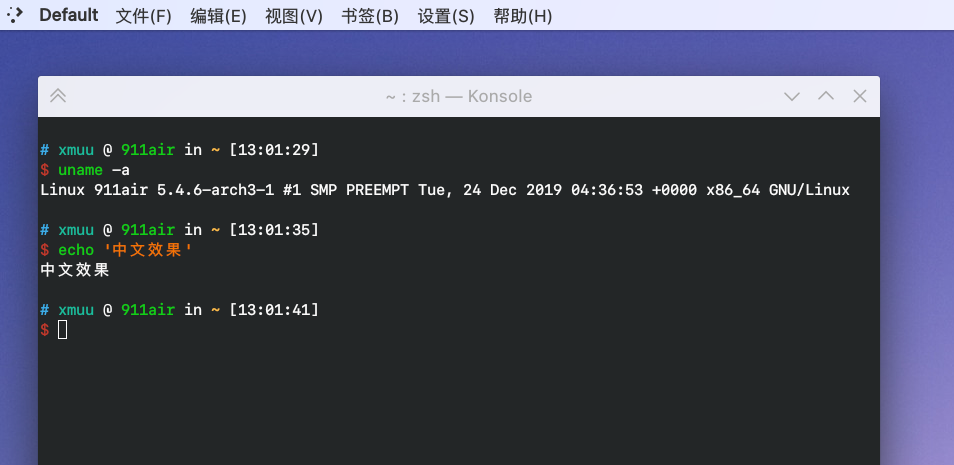 Default 文件(F) 编辑(E) 视图(V) 书签(B) 设置(S) 帮助(H)
~ : zsh — Konsole
# xmuu @ 911air in ~ [13:01:29]
$ uname -a
Linux 911air 5.4.6-arch3-1 #1 SMP PREEMPT Tue, 24 Dec 2019 04:36:53 +0000 x86_64 GNU/Linux
# xmuu @ 911air in ~ [13:01:35]
$ echo '中文效果'
中文效果
# xmuu @ 911air in ~ [13:01:41]
$